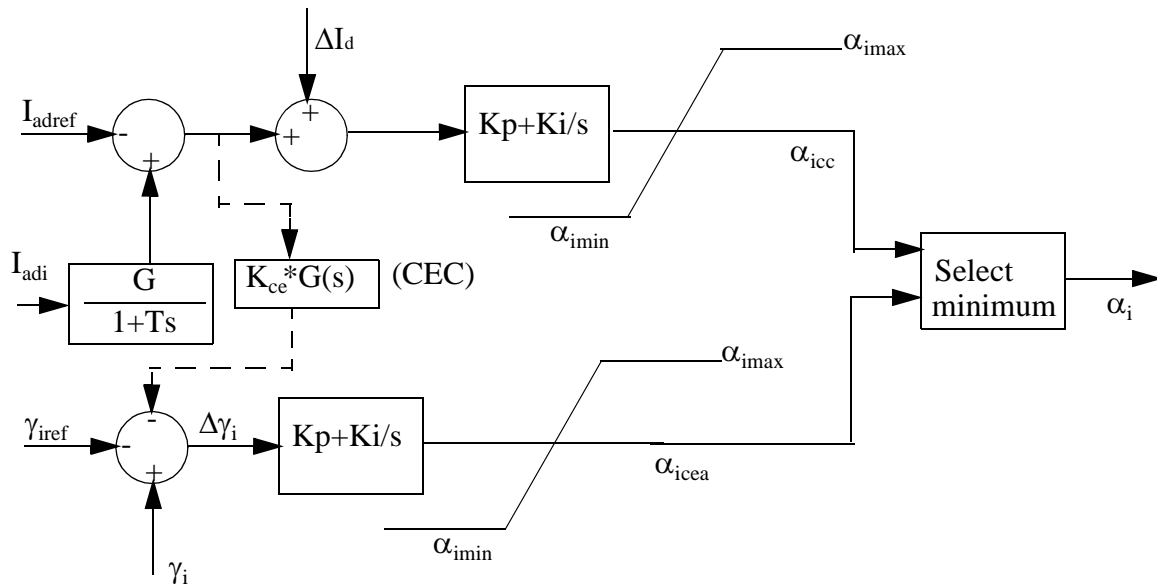 ΔI_d
α_imax
I_adref
-
+
+
+
Kp+Ki/s
α_icc
α_imin
I_adi
G
1+Ts
K_ce*G(s)
(CEC)
Select
minimum
α_i
α_imax
γ_iref
-
-
+
Δγ_i
Kp+Ki/s
α_icea
α_imin
γ_i